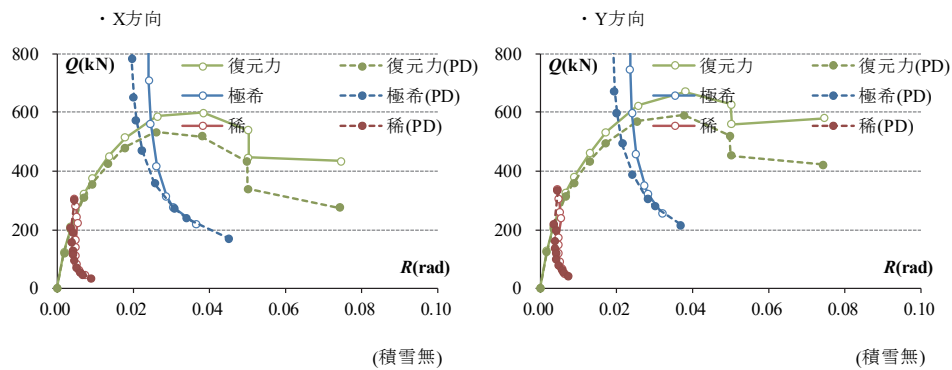 ・ X方向
800
600
400
200
0
Q(kN)
復元力
復元力(PD)
極希
極希(PD)
稀
稀(PD)
R(rad)
0.00 0.02 0.04 0.06 0.08 0.10
(積雪無)
・ Y方向
800
600
400
200
0
Q(kN)
復元力
復元力(PD)
極希
極希(PD)
稀
稀(PD)
R(rad)
0.00 0.02 0.04 0.06 0.08 0.10
(積雪無)